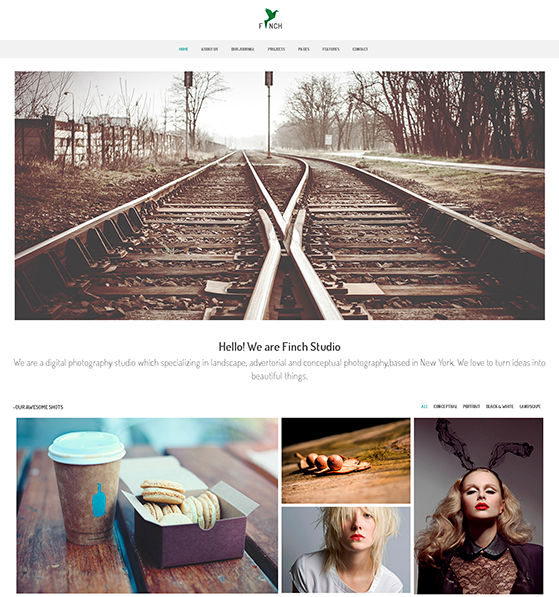 F NCH
HOME ABOUT US OUR JOURNAL PROJECTS PAGES FEATURES CONTACT
Hello! We are Finch Studio
We are a digital photography studio which specializing in landscape, advertorial and conceptual photography,based in New York. We love to turn ideas into
beautiful things.
-OUR AWESOME SHOTS ALL CONCEPTUAL PORTRAIT BLACK & WHITE LANDSCAPE